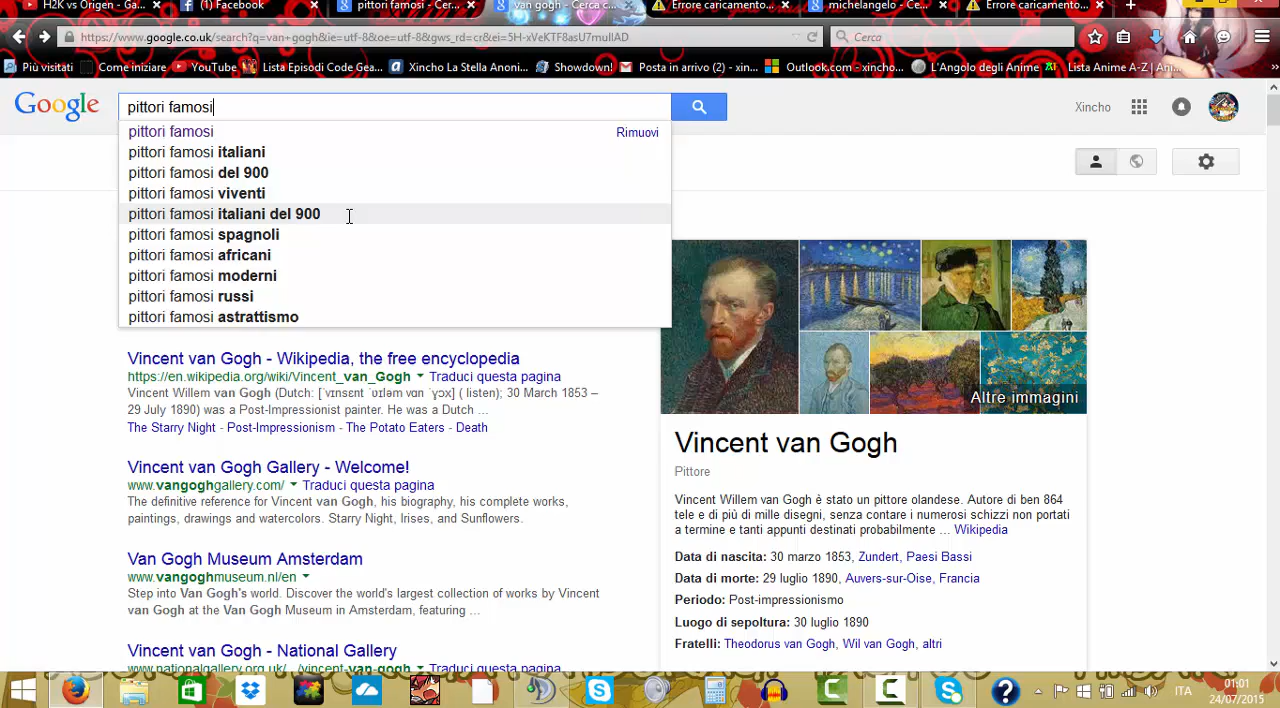 H2K vs Origen - Ga...
(1) Facebook
pittori famosi - Cer...
van gogh - Cerca c...
Errore caricamento...
michelangelo - Ce...
Errore caricamento...
https://www.google.co.uk/search?q=van+gogh&ie=utf-8&oe=utf-8&gws_rd=cr&ei=5H-xVeKTF8asU7mulIAD
Cerca
Più visitati
Come iniziare
YouTube
Lista Episodi Code Gea...
Xincho La Stella Anoni...
Showdown!
Posta in arrivo (2) - xin...
Outlook.com - xincho...
L'Angolo degli Anime
Lista Anime A-Z | Ani...
Google
pittori famosi
Xincho
pittori famosi
Rimuovi
pittori famosi italiani
pittori famosi del 900
pittori famosi viventi
pittori famosi italiani del 900
pittori famosi spagnoli
pittori famosi africani
pittori famosi moderni
pittori famosi russi
pittori famosi astrattismo
Vincent van Gogh - Wikipedia, the free encyclopedia
https://en.wikipedia.org/wiki/Vincent_van_Gogh Traduci questa pagina
Vincent Willem van Gogh (Dutch: [ˈvɪnsɛnt ˈʋɪləm vɑn ˈɣɔx] ( listen); 30 March 1853 –
29 July 1890) was a Post-Impressionist painter. He was a Dutch ...
The Starry Night - Post-Impressionism - The Potato Eaters - Death
Vincent van Gogh Gallery - Welcome!
www.vangoghgallery.com/ Traduci questa pagina
The definitive reference for Vincent van Gogh, his biography, his complete works,
paintings, drawings and watercolors. Starry Night, Irises, and Sunflowers.
Van Gogh Museum Amsterdam
www.vangoghmuseum.nl/en
Step into Van Gogh's world. Discover the world's largest collection of works by Vincent
van Gogh at the Van Gogh Museum in Amsterdam, featuring ...
Vincent van Gogh - National Gallery
www.nationalgallery.org.uk/.../vincent-van-gogh Traduci questa pagina
Altre immagini
Vincent van Gogh
Pittore
Vincent Willem van Gogh è stato un pittore olandese. Autore di ben 864
tele e di più di mille disegni, senza contare i numerosi schizzi non portati
a termine e tanti appunti destinati probabilmente ... Wikipedia
Data di nascita: 30 marzo 1853, Zundert, Paesi Bassi
Data di morte: 29 luglio 1890, Auvers-sur-Oise, Francia
Periodo: Post-impressionismo
Luogo di sepoltura: 30 luglio 1890
Fratelli: Theodorus van Gogh, Wil van Gogh, altri
ITA
01:01
24/07/2015